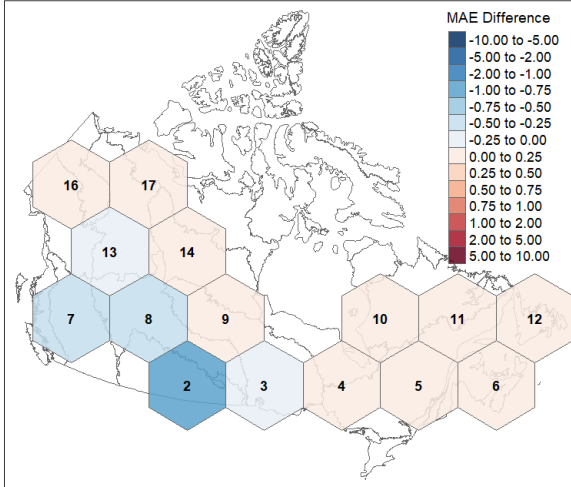 MAE Difference
-10.00 to -5.00
-5.00 to -2.00
-2.00 to -1.00
-1.00 to -0.75
-0.75 to -0.50
-0.50 to -0.25
-0.25 to 0.00
0.00 to 0.25
0.25 to 0.50
0.50 to 0.75
0.75 to 1.00
1.00 to 2.00
2.00 to 5.00
5.00 to 10.00
16 17
13 14
7 8 9 10 11 12
2 3 4 5 6